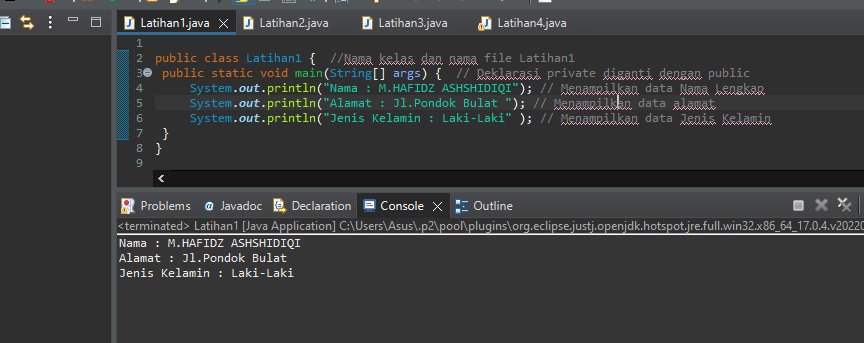 Latihan1.java Latihan2.java Latihan3.java Latihan4.java
1
2 public class Latihan1 { //Nama kelas dan nama file Latihan1
3 public static void main(String[] args) { // Deklarasi private diganti dengan public
4 System.out.println("Nama : M.HAFIDZ ASHSHIDIQI"); // Menampilkan data Nama Lengkan
5 System.out.println("Alamat : Jl.Pondok Bulat "); // Menampilkan data alamat
6 System.out.println("Jenis Kelamin : Laki-Laki" ); // Menampilkan data Jenis Kelamin
7 }
8 }
9
Problems @ Javadoc Declaration Console Outline
<terminated> Latihan1 [Java Application] C:\Users\Asus\.p2\pool\plugins\org.eclipse.justj.openjdk.hotspot.jre.full.win32.x86_64_17.0.4.v20220
Nama : M.HAFIDZ ASHSHIDIQI
Alamat : Jl.Pondok Bulat
Jenis Kelamin : Laki-Laki